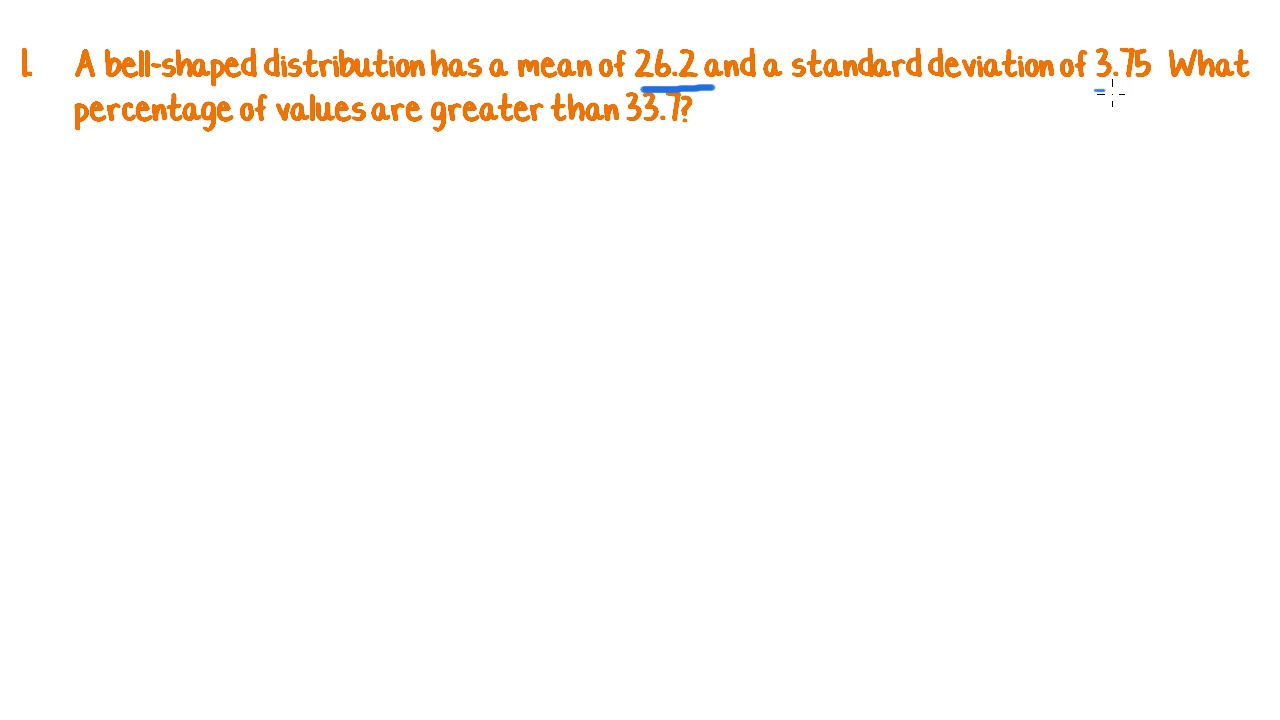 1. A bell-shaped distribution has a mean of 26.2 and a standard deviation of 3.75 What
percentage of values are greater than 33.7?